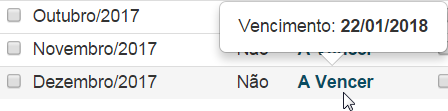 Outubro/2017
Vencimento: 22/01/2018
Novembro/2017 Não
Dezembro/2017 Não A Vencer